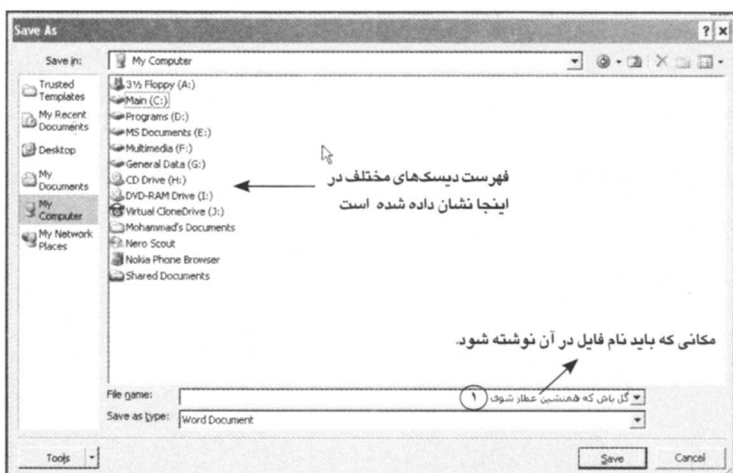 Save As
Save in:
My Computer
Trusted Templates
My Recent Documents
Desktop
My Documents
My Computer
My Network Places
3½ Floppy (A:)
Main (C:)
Programs (D:)
MS Documents (E:)
Multimedia (F:)
General Data (G:)
CD Drive (H:)
DVD-RAM Drive (I:)
Virtual CloneDrive (J:)
Mohammad's Documents
Nero Scout
Nokia Phone Browser
Shared Documents
فهرست دیسک‌های مختلف در
اینجا نشان داده شده است
مکانی که باید نام فایل در آن نوشته شود.
File name:
گل باش که همنشین عطار شوی ۱
Save as type:
Word Document
Tools
Save
Cancel